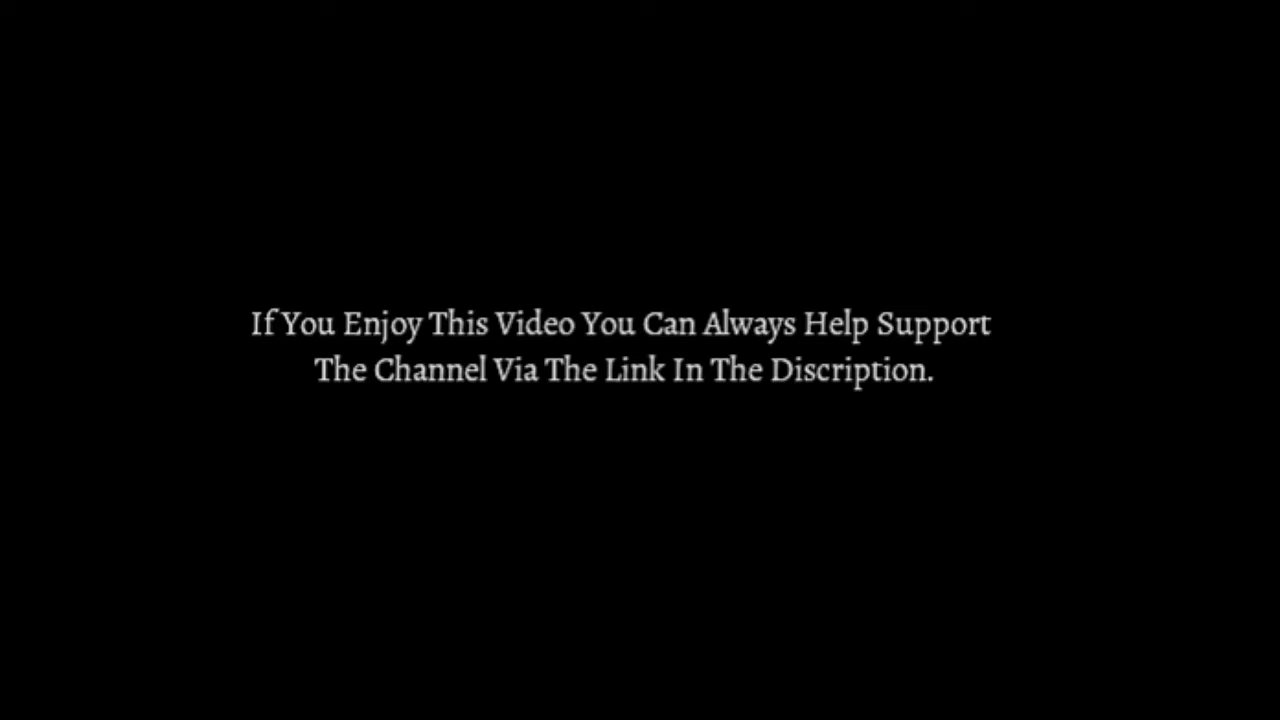 If You Enjoy This Video You Can Always Help Support
The Channel Via The Link In The Discription.